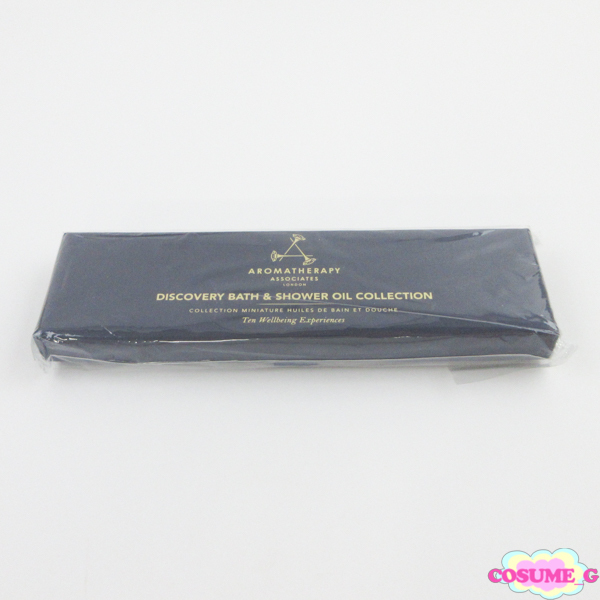 AROMATHERAPY
ASSOCIATES
LONDON
DISCOVERY BATH & SHOWER OIL COLLECTION
COLLECTION MINIATURE HUILES DE BAIN ET DOUCHE
Ten Wellbeing Experiences
COSUME_G